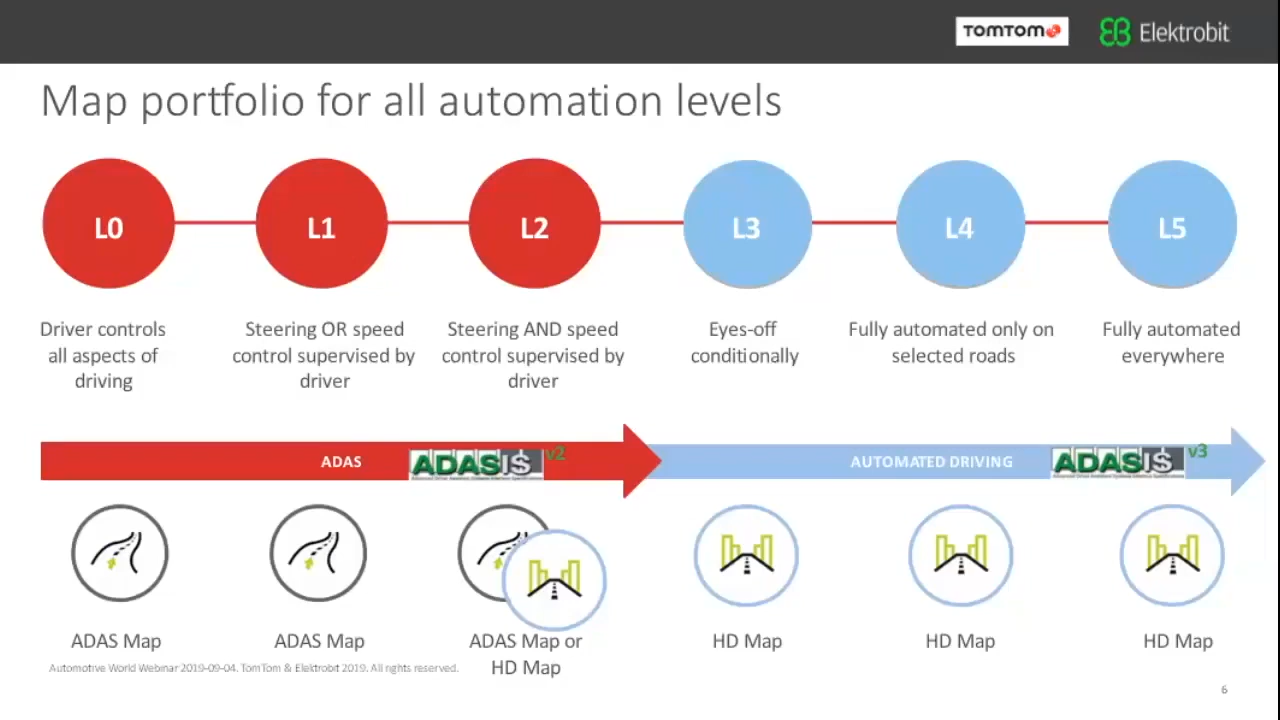 TOMTOM Elektrobit
Map portfolio for all automation levels
L0 L1 L2 L3 L4 L5
Driver controls
all aspects of
driving
Steering OR speed
control supervised by
driver
Steering AND speed
control supervised by
driver
Eyes-off
conditionally
Fully automated only on
selected roads
Fully automated
everywhere
ADAS ADASIS v2 AUTOMATED DRIVING ADASIS v3
ADAS Map
ADAS Map
ADAS Map or
HD Map
HD Map
HD Map
HD Map
Automotive World Webinar 2019-09-04. TomTom & Elektrobit 2019. All rights reserved.
6